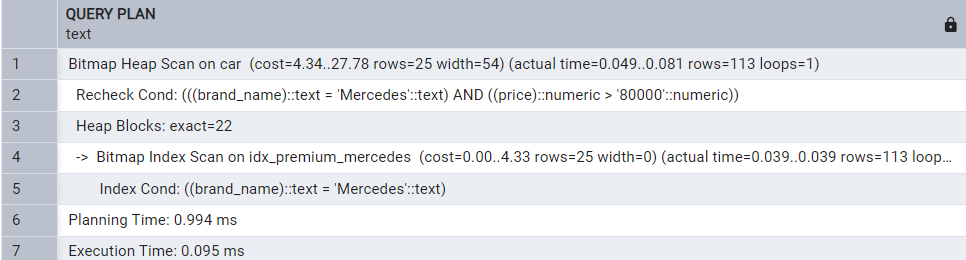 QUERY PLAN
text
1 Bitmap Heap Scan on car (cost=4.34..27.78 rows=25 width=54) (actual time=0.049..0.081 rows=113 loops=1)
2 Recheck Cond: (((brand_name)::text = 'Mercedes'::text) AND ((price)::numeric > '80000'::numeric))
3 Heap Blocks: exact=22
4 -> Bitmap Index Scan on idx_premium_mercedes (cost=0.00..4.33 rows=25 width=0) (actual time=0.039..0.039 rows=113 loop...
5 Index Cond: ((brand_name)::text = 'Mercedes'::text)
6 Planning Time: 0.994 ms
7 Execution Time: 0.095 ms